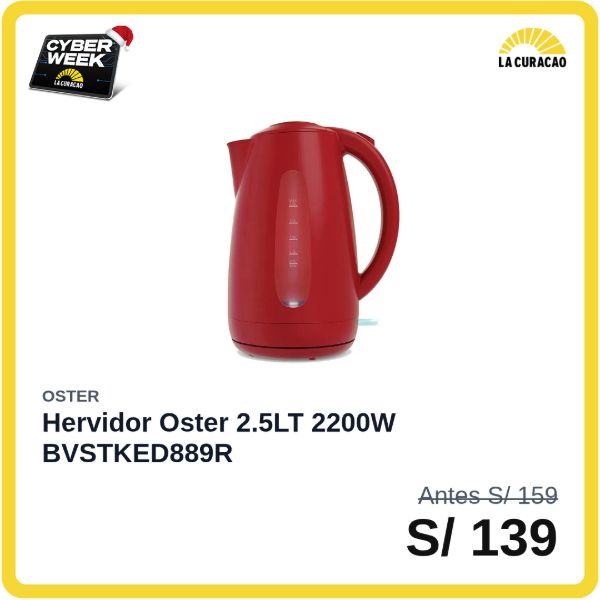 CYBER
WEEK
LA CURACAO
LA CURACAO
OSTER
Hervidor Oster 2.5LT 2200W
BVSTKED889R
Antes S/ 159
S/ 139